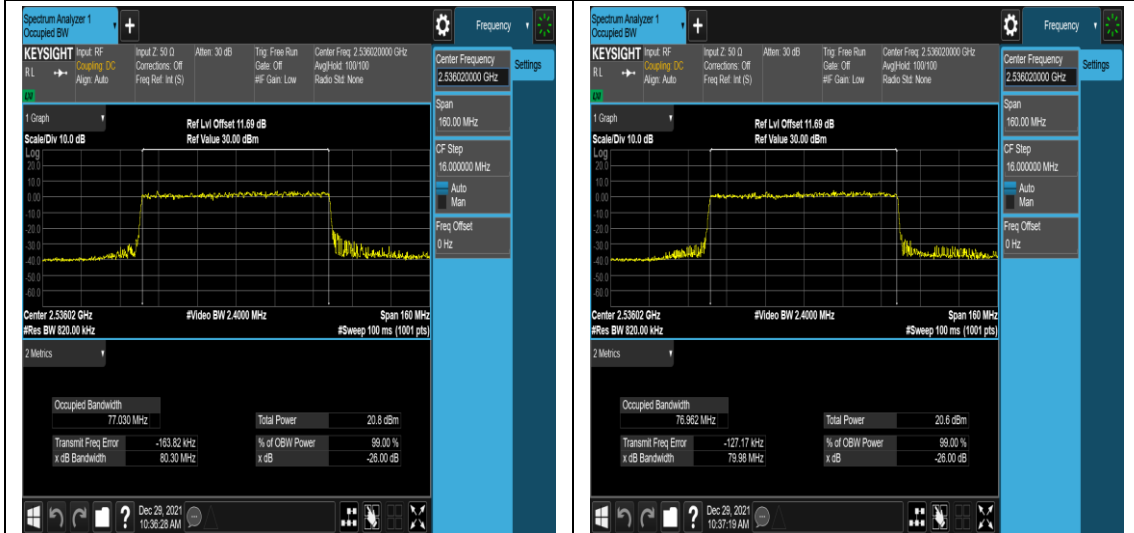 Spectrum Analyzer 1
Occupied BW
+
Frequency
KEYSIGHT
RL
Input: RF
Coupling: DC
Align: Auto
Input Z: 50 Ω
Corrections: Off
Freq Ref: Int (S)
Atten: 30 dB
Trig: Free Run
Gate: Off
#IF Gain: Low
Center Freq: 2.536020000 GHz
Avg|Hold: 100/100
Radio Std: None
Center Frequency
2.536020000 GHz
Settings
Span
160.00 MHz
CF Step
16.000000 MHz
Auto
Man
Freq Offset
0 Hz
1 Graph
Scale/Div 10.0 dB
Ref Lvl Offset 11.69 dB
Ref Value 30.00 dBm
Log
20.0
10.0
0.00
-10.0
-20.0
-30.0
-40.0
-50.0
-60.0
Center 2.53602 GHz
#Video BW 2.4000 MHz
Span 160 MHz
#Res BW 820.00 kHz
#Sweep 100 ms (1001 pts)
2 Metrics
Occupied Bandwidth
77.030 MHz
Total Power 20.8 dBm
Transmit Freq Error -163.82 kHz
% of OBW Power 99.00 %
x dB Bandwidth 80.30 MHz
x dB -26.00 dB
?
Dec 29, 2021
10:36:28 AM
Spectrum Analyzer 1
Occupied BW
+
Frequency
KEYSIGHT
RL
Input: RF
Coupling: DC
Align: Auto
Input Z: 50 Ω
Corrections: Off
Freq Ref: Int (S)
Atten: 30 dB
Trig: Free Run
Gate: Off
#IF Gain: Low
Center Freq: 2.536020000 GHz
Avg|Hold: 100/100
Radio Std: None
Center Frequency
2.536020000 GHz
Settings
Span
160.00 MHz
CF Step
16.000000 MHz
Auto
Man
Freq Offset
0 Hz
1 Graph
Scale/Div 10.0 dB
Ref Lvl Offset 11.69 dB
Ref Value 30.00 dBm
Log
20.0
10.0
0.00
-10.0
-20.0
-30.0
-40.0
-50.0
-60.0
Center 2.53602 GHz
#Video BW 2.4000 MHz
Span 160 MHz
#Res BW 820.00 kHz
#Sweep 100 ms (1001 pts)
2 Metrics
Occupied Bandwidth
76.962 MHz
Total Power 20.6 dBm
Transmit Freq Error -127.17 kHz
% of OBW Power 99.00 %
x dB Bandwidth 79.98 MHz
x dB -26.00 dB
?
Dec 29, 2021
10:37:19 AM